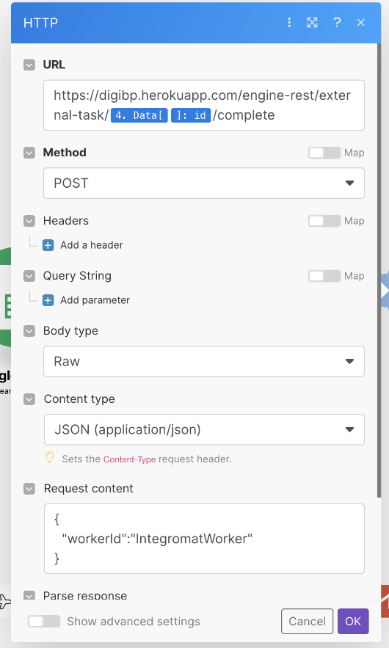 HTTP
?
URL
https://digibp.herokuapp.com/engine-rest/exter
nal-task/ 4. Data[ ]: id /complete
Method Map
POST
Headers Map
Add a header
Query String Map
Add parameter
Body type
Raw
Content type
JSON (application/json)
Sets the Content-Type request header.
Request content
{
"workerId":"IntegromatWorker"
}
Parse response
Show advanced settings Cancel OK